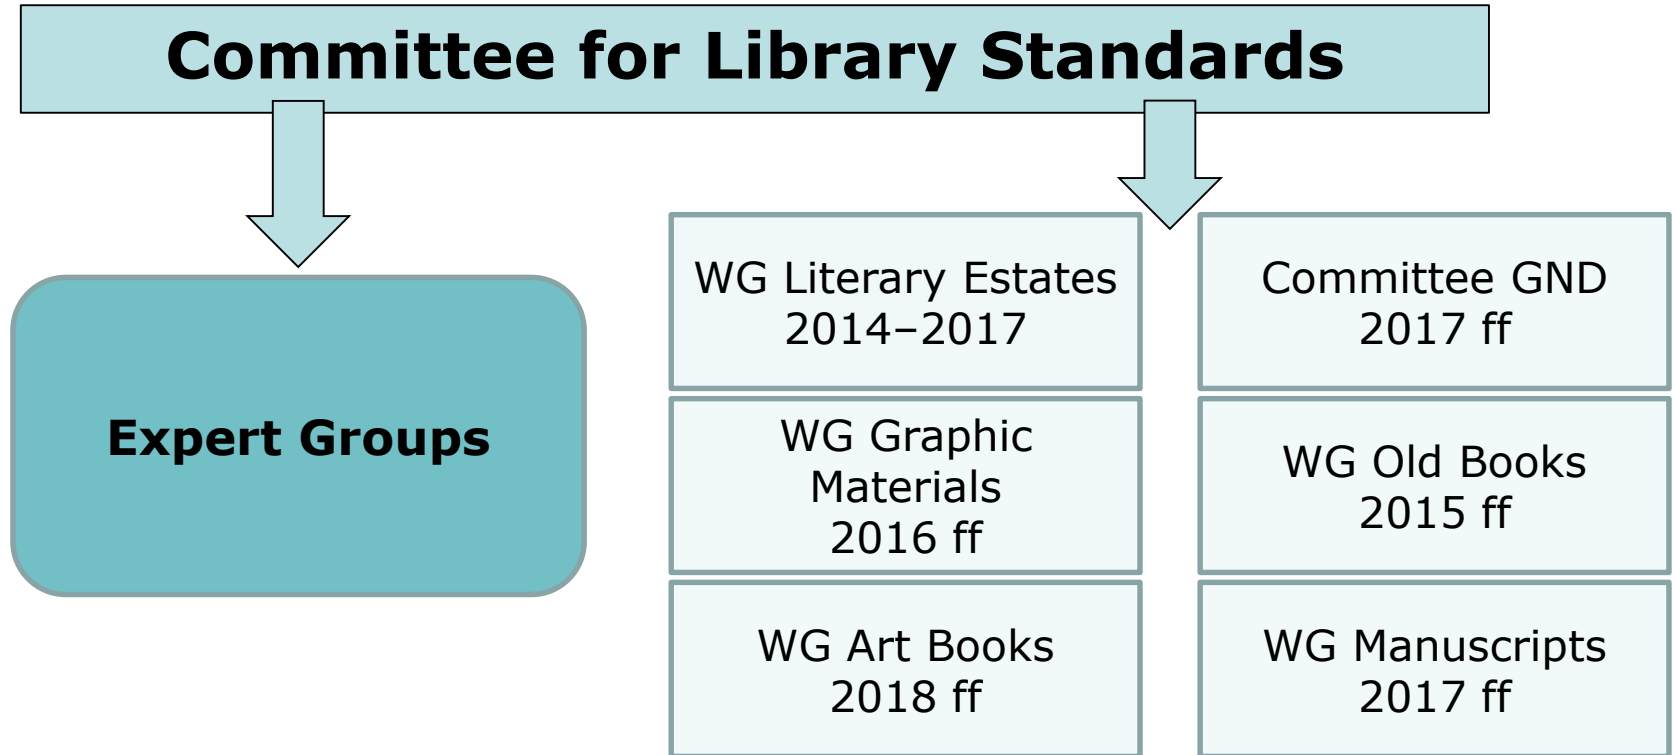 Committee for Library Standards
Expert Groups
WG Literary Estates
2014–2017
Committee GND
2017 ff
WG Graphic
Materials
2016 ff
WG Old Books
2015 ff
WG Art Books
2018 ff
WG Manuscripts
2017 ff